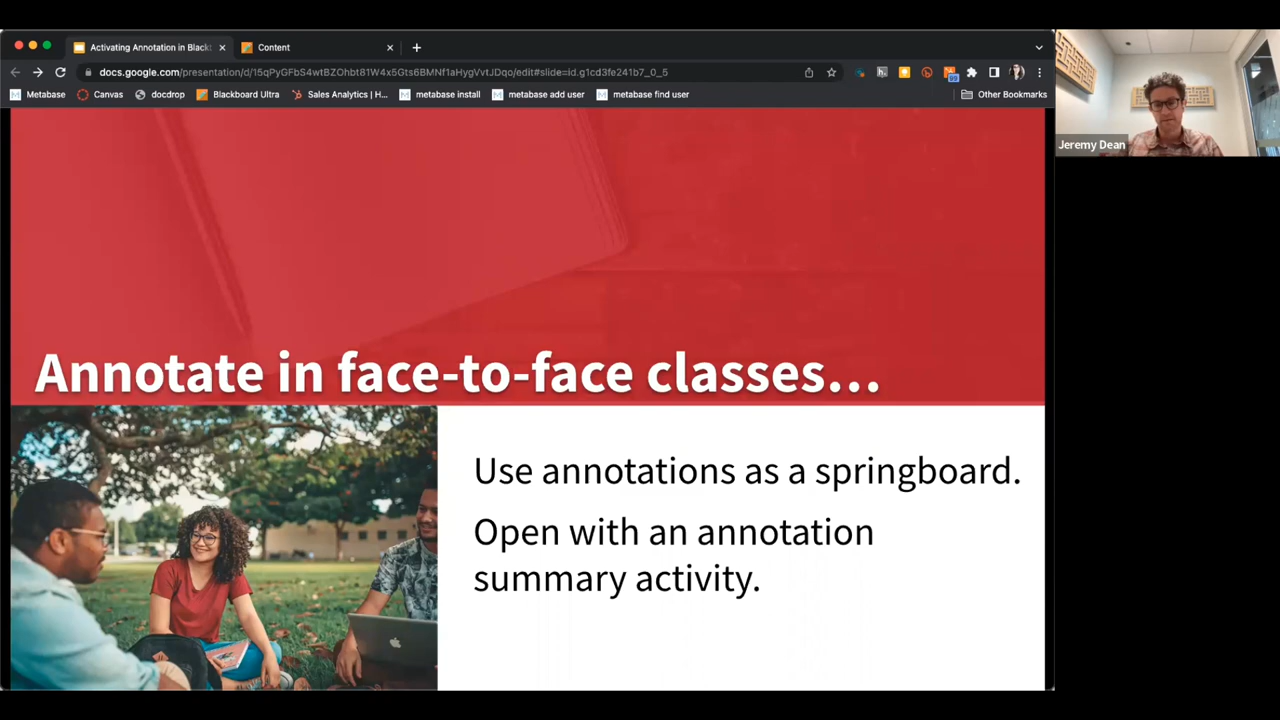 Activating Annotation in Black
Content
docs.google.com/presentation/d/15qPyGFbS4wtBZOhbt81W4x5Gts6BMNf1aHygVvtJDqo/edit#slide=id.g1cd3fe241b7_0_5
Metabase
Canvas
docdrop
Blackboard Ultra
Sales Analytics | H...
metabase install
metabase add user
metabase find user
Other Bookmarks
Jeremy Dean
Annotate in face-to-face classes...
Use annotations as a springboard.
Open with an annotation
summary activity.